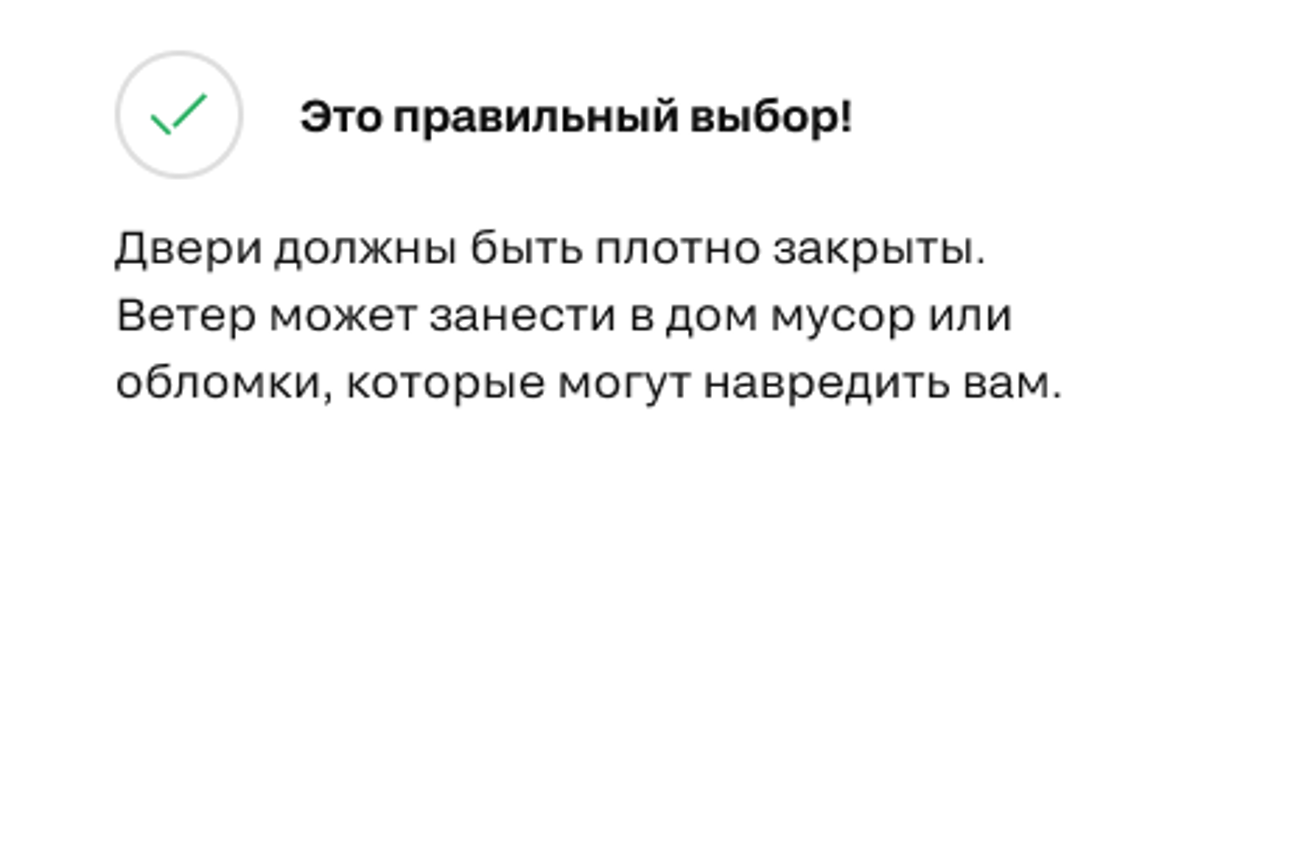 Это правильный выбор!
Двери должны быть плотно закрыты.
Ветер может занести в дом мусор или
обломки, которые могут навредить вам.